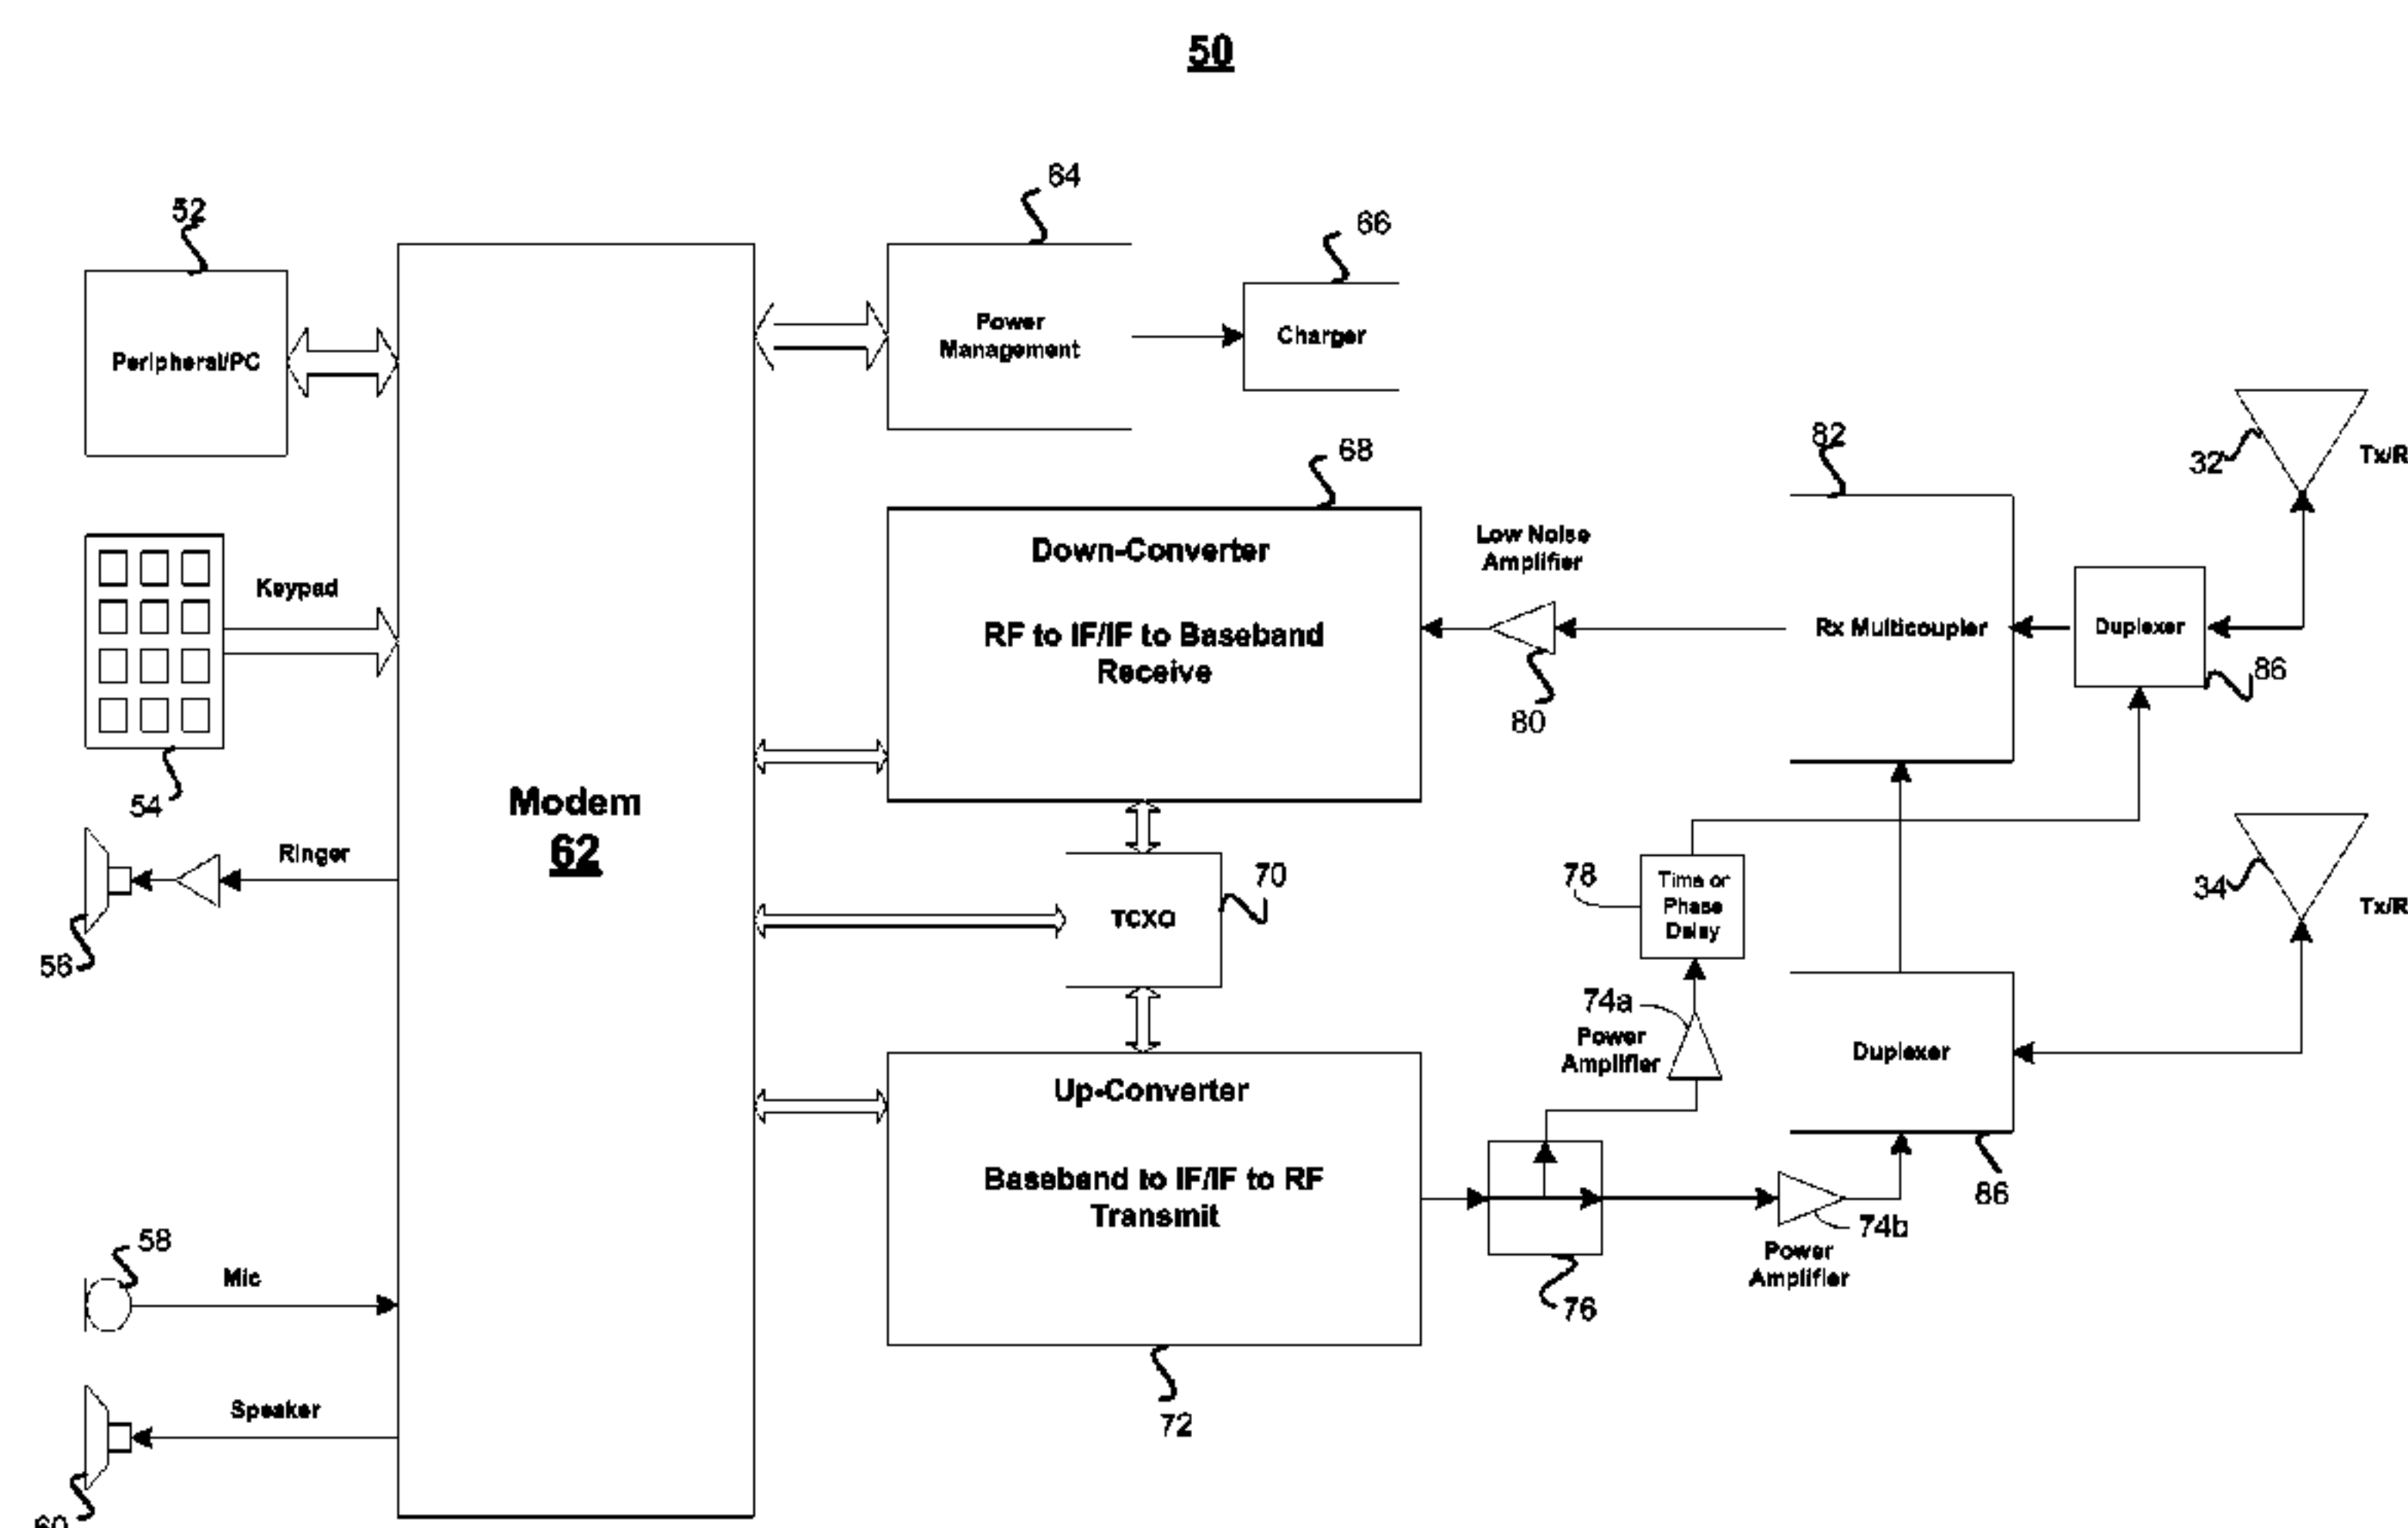 50
64
66
52
Power
Management
Charger
Peripheral/PC
68
82
32
Tx/R
Down-Converter
Low Noise
Amplifier
Keypad
RF to IF/IF to Baseband
Receive
Rx Multicoupler
Duplexer
86
80
54
Modem
62
Ringer
56
70
TCXO
78
Time or
Phase
Delay
34
Tx/R
74a
Power
Amplifier
Duplexer
Up-Converter
Baseband to IF/IF to RF
Transmit
86
74b
Power
Amplifier
58
Mic
76
Speaker
72
60